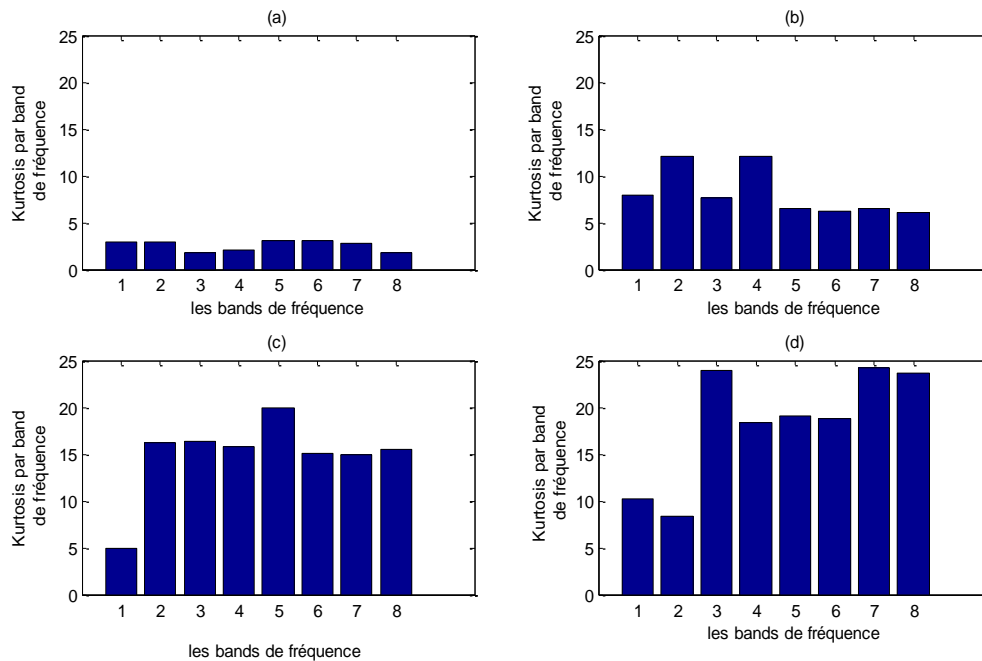 (a)
25
20
15
10
5
0
Kurtosis par band
de fréquence
1 2 3 4 5 6 7 8
les bands de fréquence
(b)
25
20
15
10
5
0
Kurtosis par band
de fréquence
1 2 3 4 5 6 7 8
les bands de fréquence
(c)
25
20
15
10
5
0
Kurtosis par band
de fréquence
1 2 3 4 5 6 7 8
les bands de fréquence
(d)
25
20
15
10
5
0
Kurtosis par band
de fréquence
1 2 3 4 5 6 7 8
les bands de fréquence